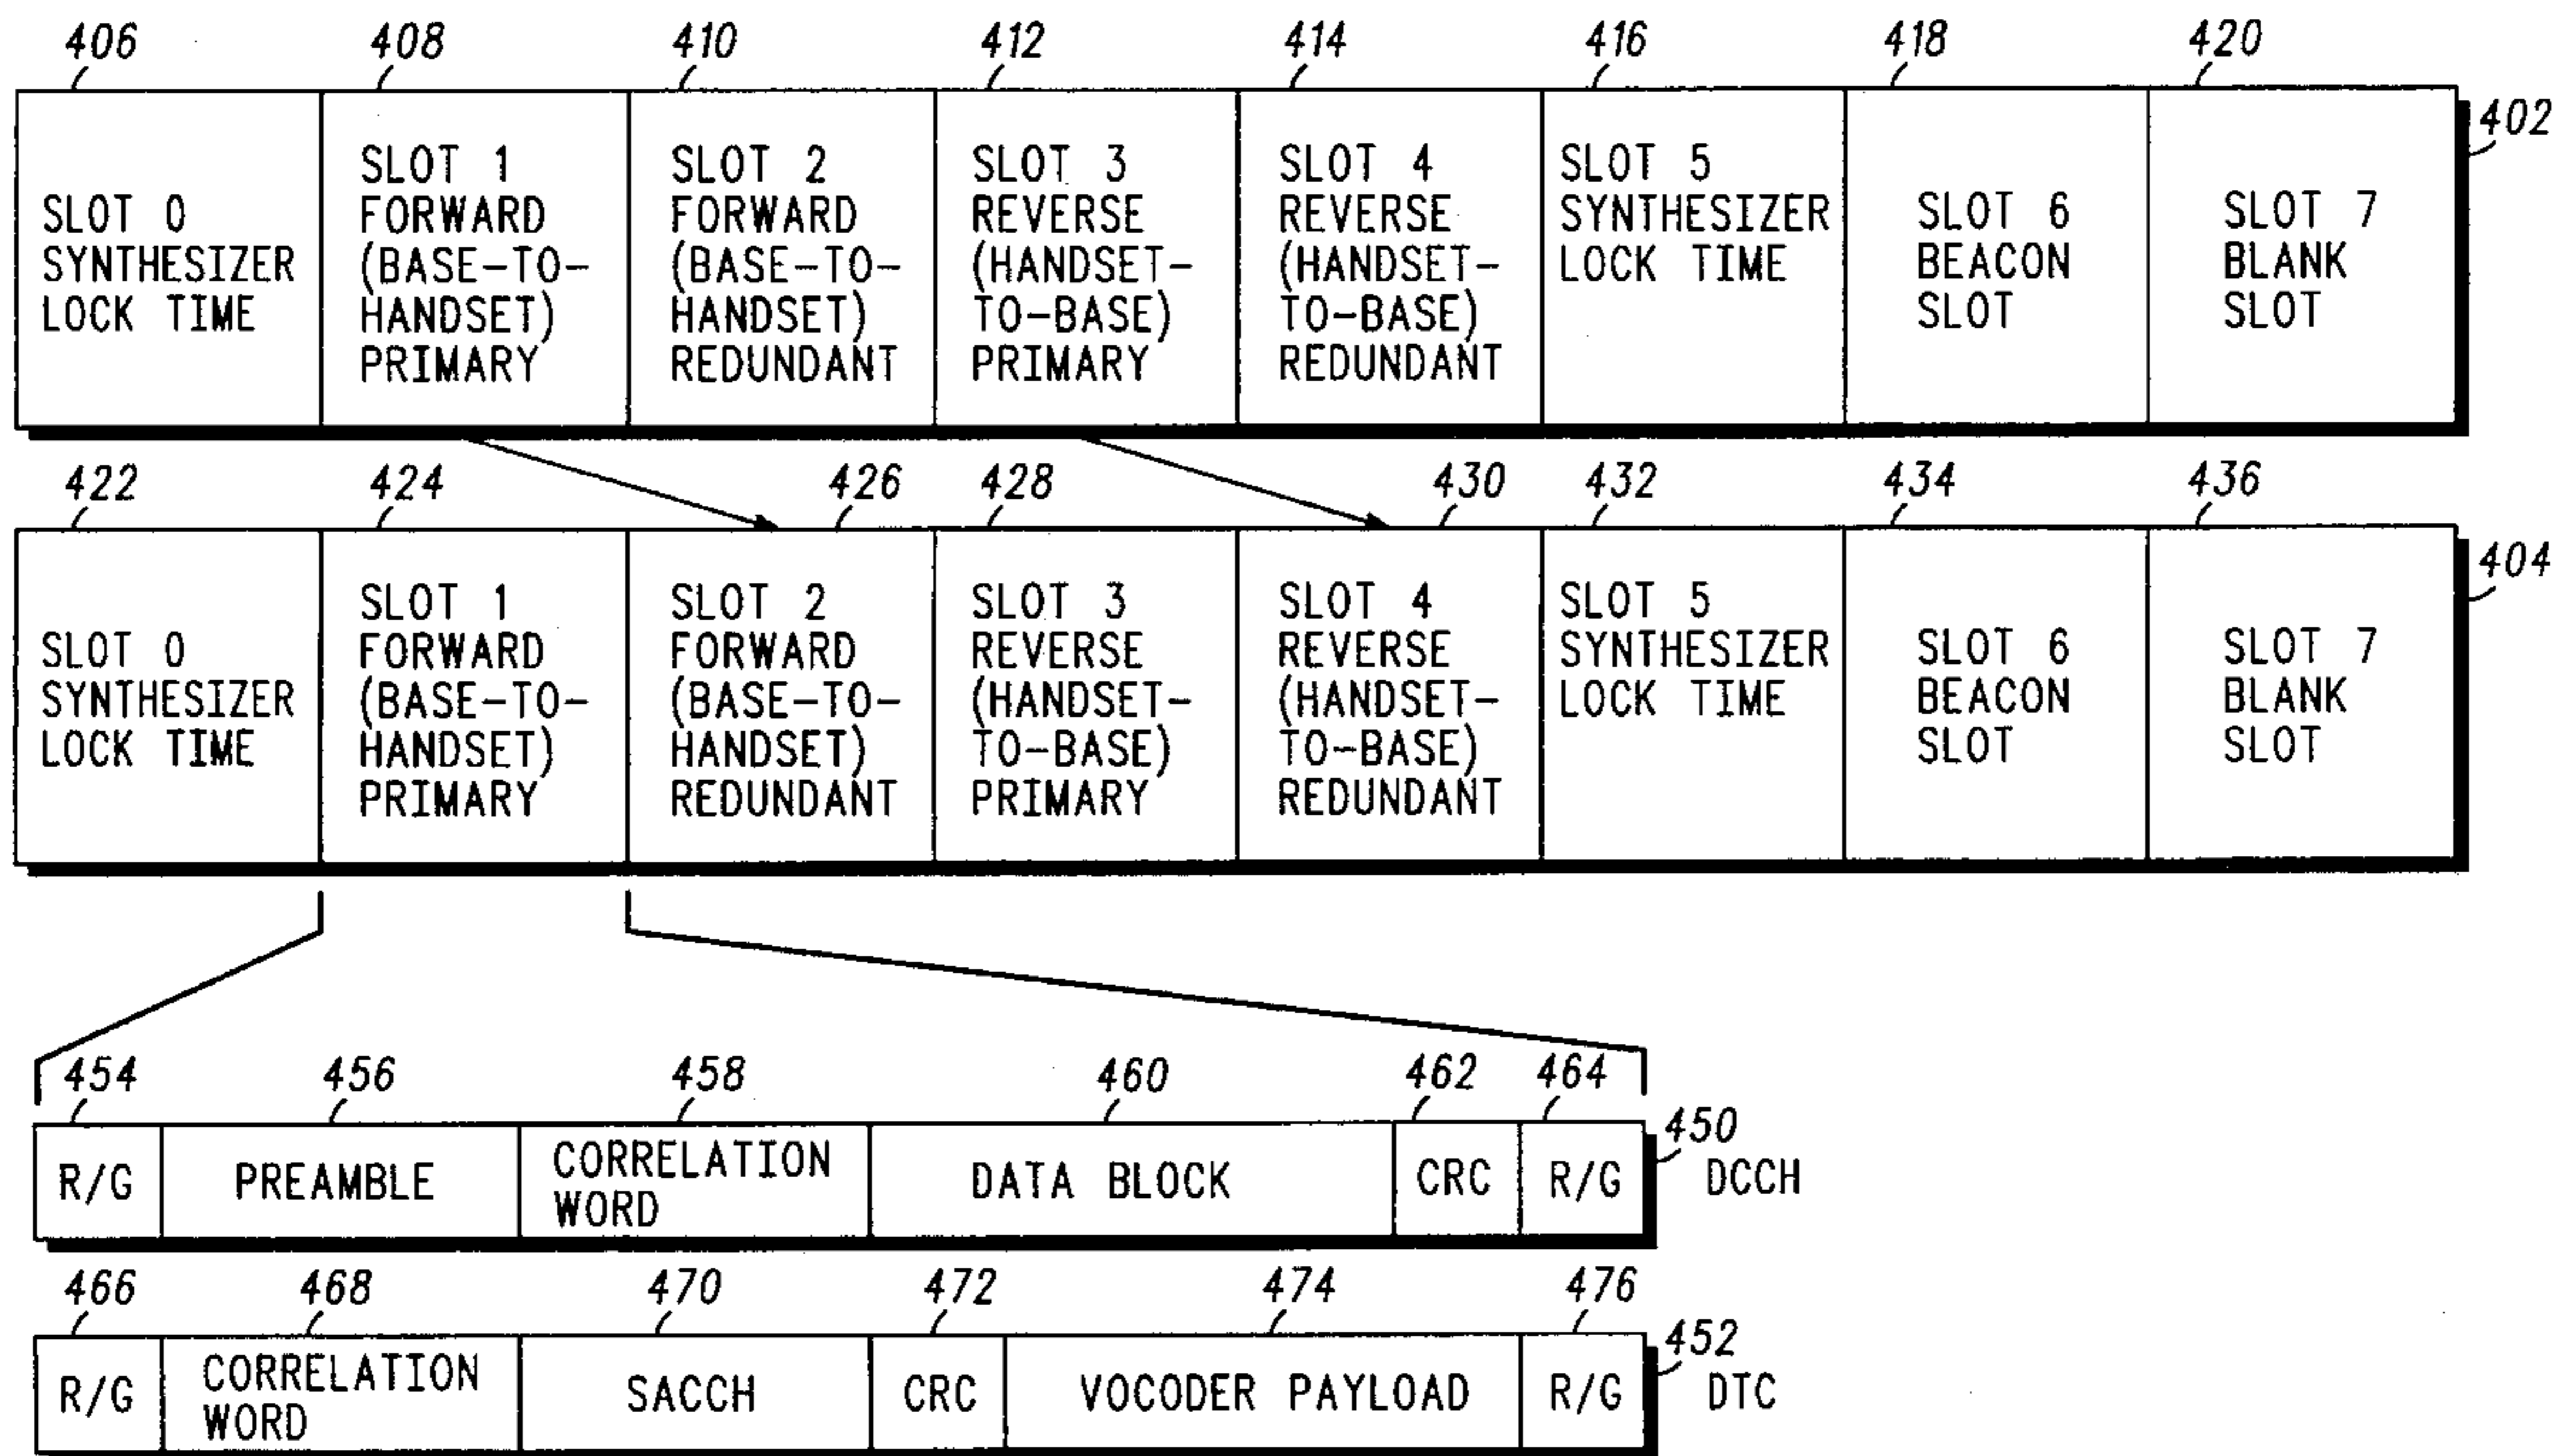 406 408 410 412 414 416 418 420
402
SLOT 0
SYNTHESIZER
LOCK TIME
SLOT 1
FORWARD
(BASE-TO-
HANDSET)
PRIMARY
SLOT 2
FORWARD
(BASE-TO-
HANDSET)
REDUNDANT
SLOT 3
REVERSE
(HANDSET-
TO-BASE)
PRIMARY
SLOT 4
REVERSE
(HANDSET-
TO-BASE)
REDUNDANT
SLOT 5
SYNTHESIZER
LOCK TIME
SLOT 6
BEACON
SLOT
SLOT 7
BLANK
SLOT
422 424 426 428 430 432 434 436
404
SLOT 0
SYNTHESIZER
LOCK TIME
SLOT 1
FORWARD
(BASE-TO-
HANDSET)
PRIMARY
SLOT 2
FORWARD
(BASE-TO-
HANDSET)
REDUNDANT
SLOT 3
REVERSE
(HANDSET-
TO-BASE)
PRIMARY
SLOT 4
REVERSE
(HANDSET-
TO-BASE)
REDUNDANT
SLOT 5
SYNTHESIZER
LOCK TIME
SLOT 6
BEACON
SLOT
SLOT 7
BLANK
SLOT
454 456 458 460 462 464
450
R/G
PREAMBLE
CORRELATION
WORD
DATA BLOCK
CRC
R/G
DCCH
466 468 470 472 474 476
452
R/G
CORRELATION
WORD
SACCH
CRC
VOCODER PAYLOAD
R/G
DTC